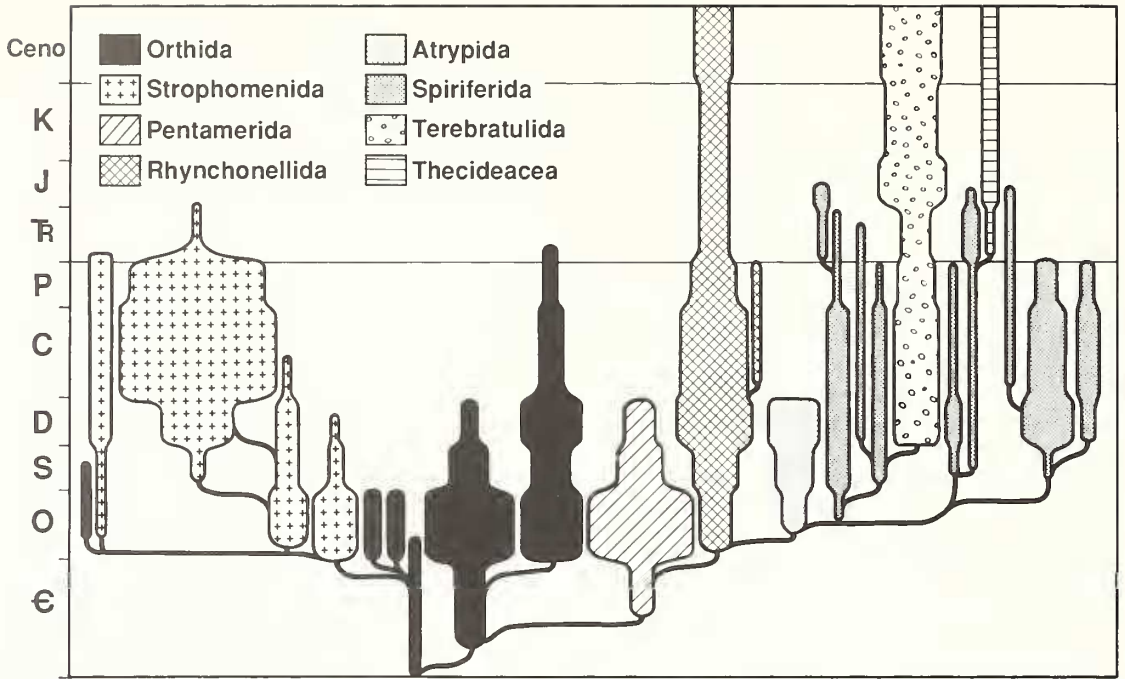 Ceno
K
J
TR
P
C
D
S
O
Є
Orthida
Strophomenida
Pentamerida
Rhynchonellida
Atrypida
Spiriferida
Terebratulida
Thecideacea